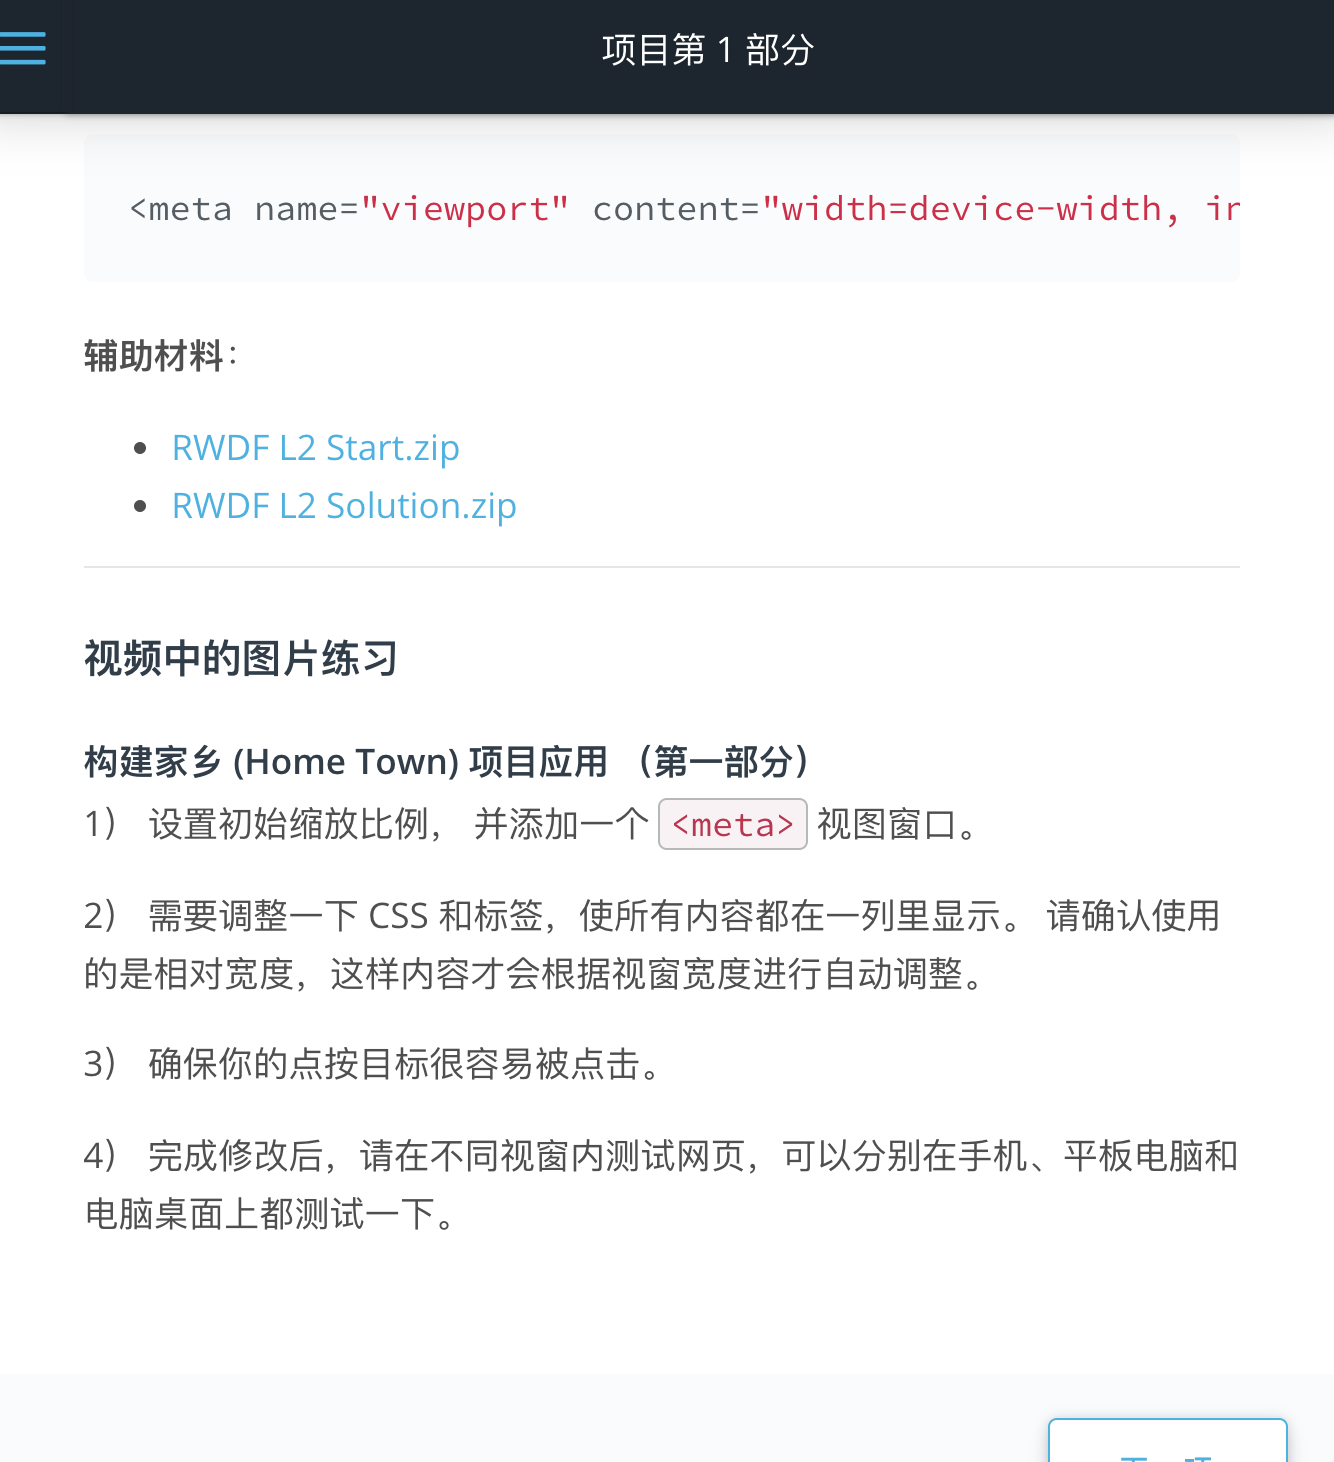 项目第 1 部分
<meta name="viewport" content="width=device-width, in
辅助材料：
RWDF L2 Start.zip
RWDF L2 Solution.zip
视频中的图片练习
构建家乡 (Home Town) 项目应用 （第一部分）
1） 设置初始缩放比例， 并添加一个 <meta> 视图窗口。
2） 需要调整一下 CSS 和标签，使所有内容都在一列里显示。 请确认使用
的是相对宽度，这样内容才会根据视窗宽度进行自动调整。
3） 确保你的点按目标很容易被点击。
4） 完成修改后，请在不同视窗内测试网页，可以分别在手机、平板电脑和
电脑桌面上都测试一下。